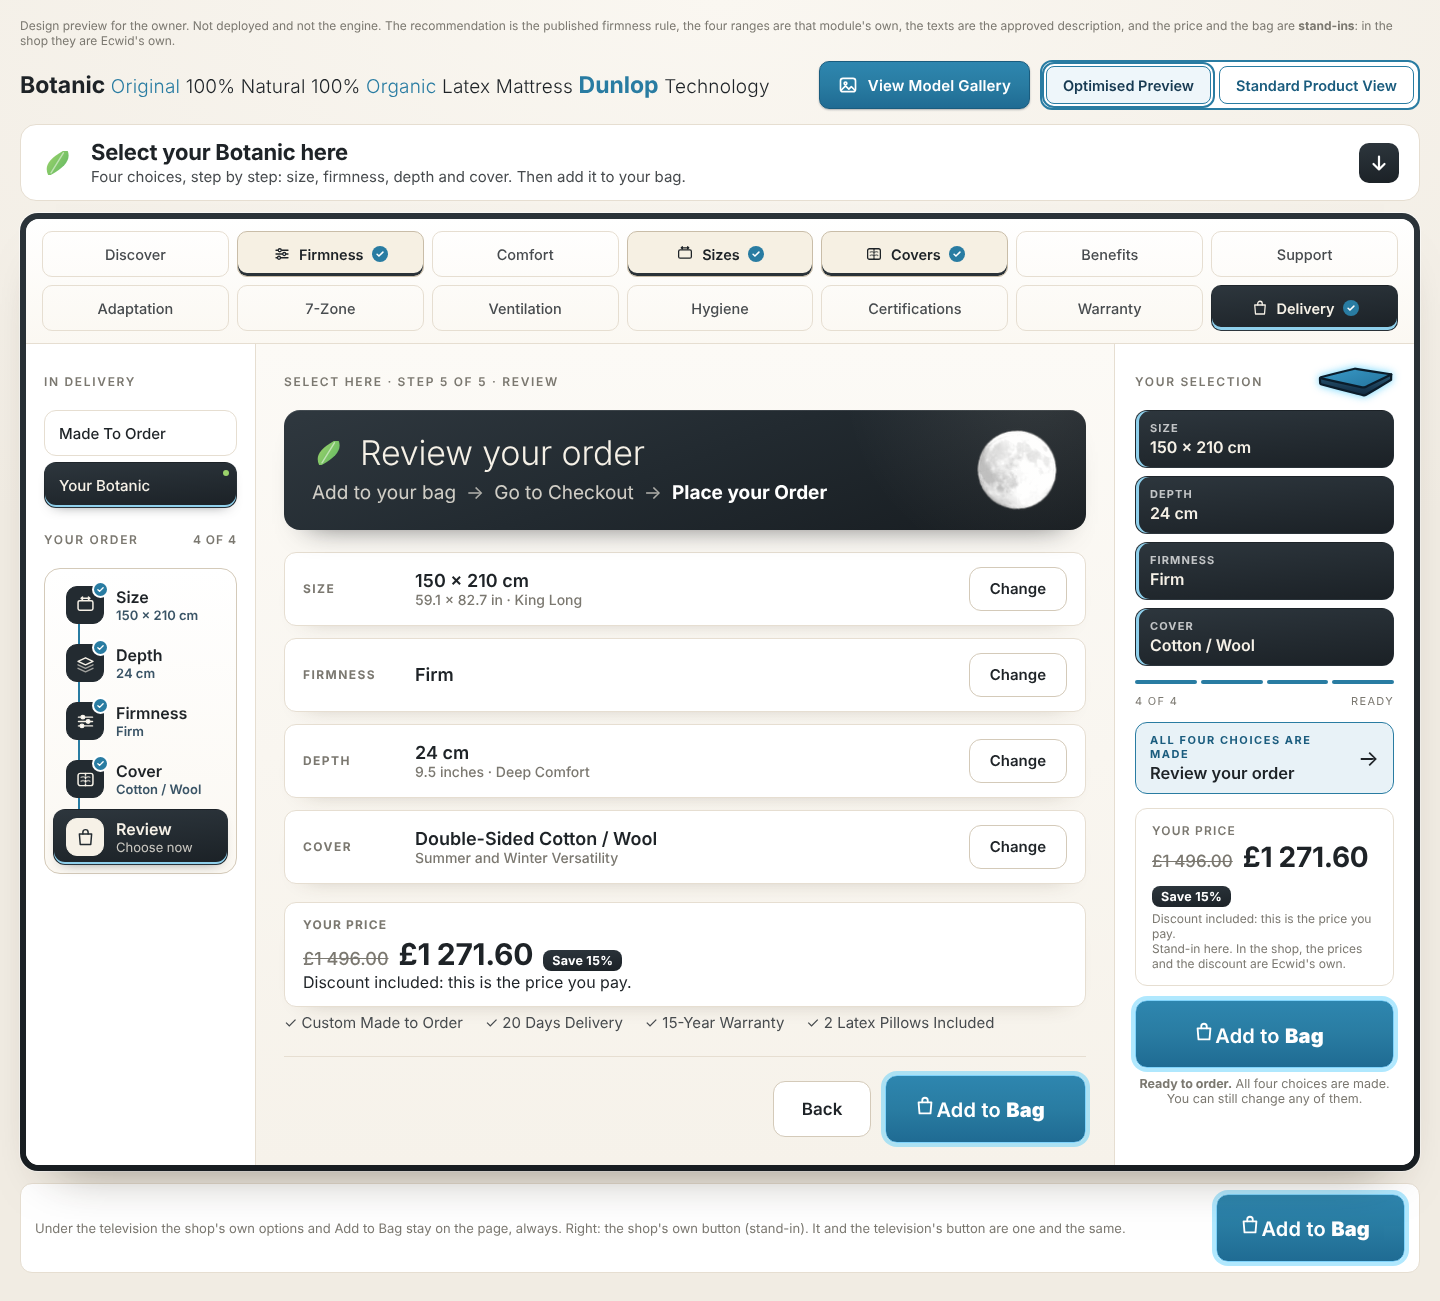 Design preview for the owner. Not deployed and not the engine. The recommendation is the published firmness rule, the four ranges are that module's own, the texts are the approved description, and the price and the bag are stand-ins: in the
shop they are Ecwid's own.
Botanic Original 100% Natural 100% Organic Latex Mattress Dunlop Technology
View Model Gallery
Optimised Preview
Standard Product View
Select your Botanic here
Four choices, step by step: size, firmness, depth and cover. Then add it to your bag.
Discover
Firmness
Comfort
Sizes
Covers
Benefits
Support
Adaptation
7-Zone
Ventilation
Hygiene
Certifications
Warranty
Delivery
IN DELIVERY
Made To Order
Your Botanic
YOUR ORDER
4 OF 4
Size
150 × 210 cm
Depth
24 cm
Firmness
Firm
Cover
Cotton / Wool
Review
Choose now
SELECT HERE · STEP 5 OF 5 · REVIEW
Review your order
Add to your bag → Go to Checkout → Place your Order
SIZE
150 × 210 cm
59.1 × 82.7 in · King Long
Change
FIRMNESS
Firm
Change
DEPTH
24 cm
9.5 inches · Deep Comfort
Change
COVER
Double-Sided Cotton / Wool
Summer and Winter Versatility
Change
YOUR PRICE
£1 496.00 £1 271.60 Save 15%
Discount included: this is the price you pay.
✓ Custom Made to Order ✓ 20 Days Delivery ✓ 15-Year Warranty ✓ 2 Latex Pillows Included
Back
Add to Bag
YOUR SELECTION
SIZE
150 × 210 cm
DEPTH
24 cm
FIRMNESS
Firm
COVER
Cotton / Wool
4 OF 4
READY
ALL FOUR CHOICES ARE
MADE
Review your order
YOUR PRICE
£1 496.00 £1 271.60
Save 15%
Discount included: this is the price you
pay.
Stand-in here. In the shop, the prices
and the discount are Ecwid's own.
Add to Bag
Ready to order. All four choices are made.
You can still change any of them.
Under the television the shop's own options and Add to Bag stay on the page, always. Right: the shop's own button (stand-in). It and the television's button are one and the same.
Add to Bag